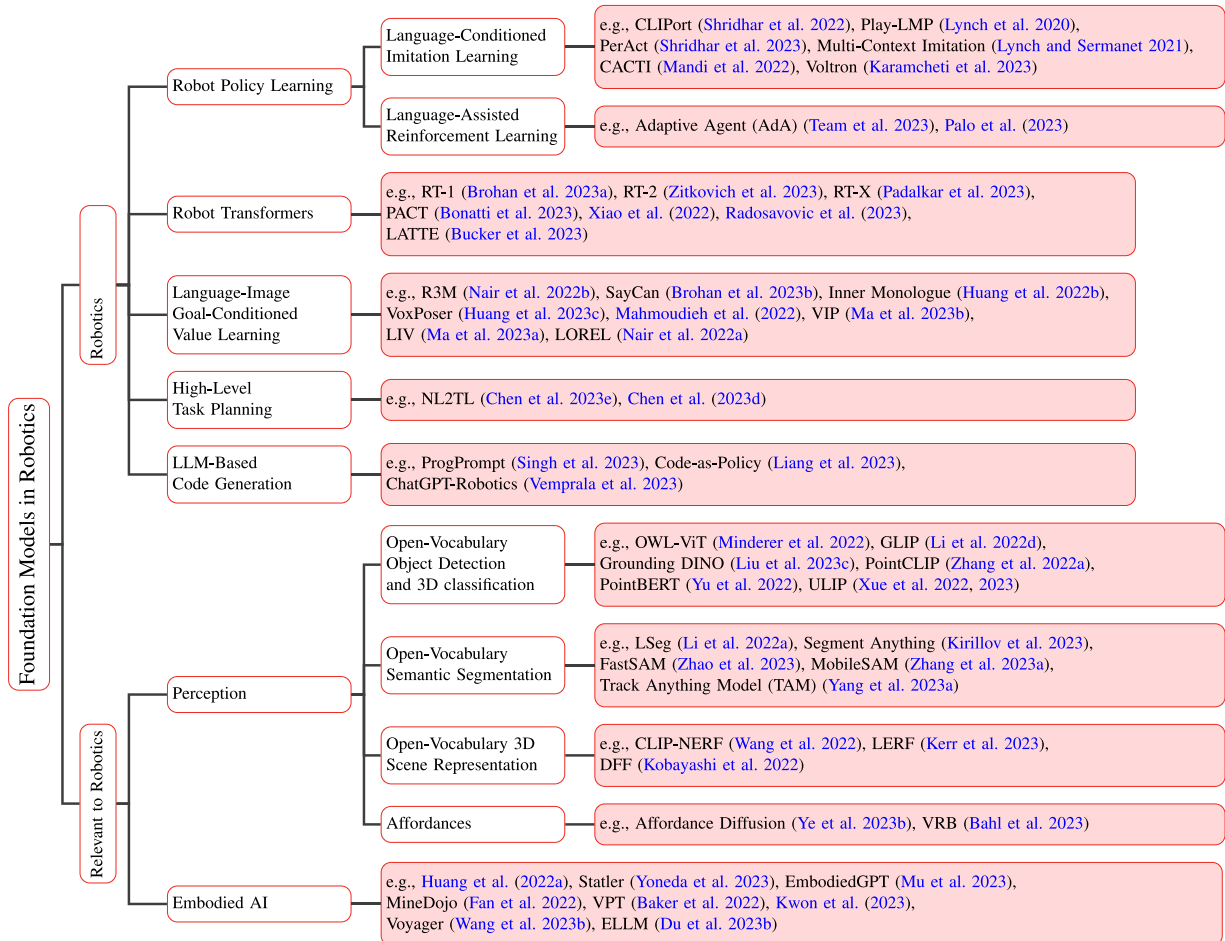 Foundation Models in Robotics
Robotics
Robot Policy Learning
Language-Conditioned
Imitation Learning
e.g., CLIPort (Shridhar et al. 2022), Play-LMP (Lynch et al. 2020),
PerAct (Shridhar et al. 2023), Multi-Context Imitation (Lynch and Sermanet 2021),
CACTI (Mandi et al. 2022), Voltron (Karamcheti et al. 2023)
Language-Assisted
Reinforcement Learning
e.g., Adaptive Agent (AdA) (Team et al. 2023), Palo et al. (2023)
Robot Transformers
e.g., RT-1 (Brohan et al. 2023a), RT-2 (Zitkovich et al. 2023), RT-X (Padalkar et al. 2023),
PACT (Bonatti et al. 2023), Xiao et al. (2022), Radosavovic et al. (2023),
LATTE (Bucker et al. 2023)
Language-Image
Goal-Conditioned
Value Learning
e.g., R3M (Nair et al. 2022b), SayCan (Brohan et al. 2023b), Inner Monologue (Huang et al. 2022b),
VoxPoser (Huang et al. 2023c), Mahmoudieh et al. (2022), VIP (Ma et al. 2023b),
LIV (Ma et al. 2023a), LOREL (Nair et al. 2022a)
High-Level
Task Planning
e.g., NL2TL (Chen et al. 2023e), Chen et al. (2023d)
LLM-Based
Code Generation
e.g., ProgPrompt (Singh et al. 2023), Code-as-Policy (Liang et al. 2023),
ChatGPT-Robotics (Vemprala et al. 2023)
Relevant to Robotics
Perception
Open-Vocabulary
Object Detection
and 3D classification
e.g., OWL-ViT (Minderer et al. 2022), GLIP (Li et al. 2022d),
Grounding DINO (Liu et al. 2023c), PointCLIP (Zhang et al. 2022a),
PointBERT (Yu et al. 2022), ULIP (Xue et al. 2022, 2023)
Open-Vocabulary
Semantic Segmentation
e.g., LSeg (Li et al. 2022a), Segment Anything (Kirillov et al. 2023),
FastSAM (Zhao et al. 2023), MobileSAM (Zhang et al. 2023a),
Track Anything Model (TAM) (Yang et al. 2023a)
Open-Vocabulary 3D
Scene Representation
e.g., CLIP-NERF (Wang et al. 2022), LERF (Kerr et al. 2023),
DFF (Kobayashi et al. 2022)
Affordances
e.g., Affordance Diffusion (Ye et al. 2023b), VRB (Bahl et al. 2023)
Embodied AI
e.g., Huang et al. (2022a), Statler (Yoneda et al. 2023), EmbodiedGPT (Mu et al. 2023),
MineDojo (Fan et al. 2022), VPT (Baker et al. 2022), Kwon et al. (2023),
Voyager (Wang et al. 2023b), ELLM (Du et al. 2023b)